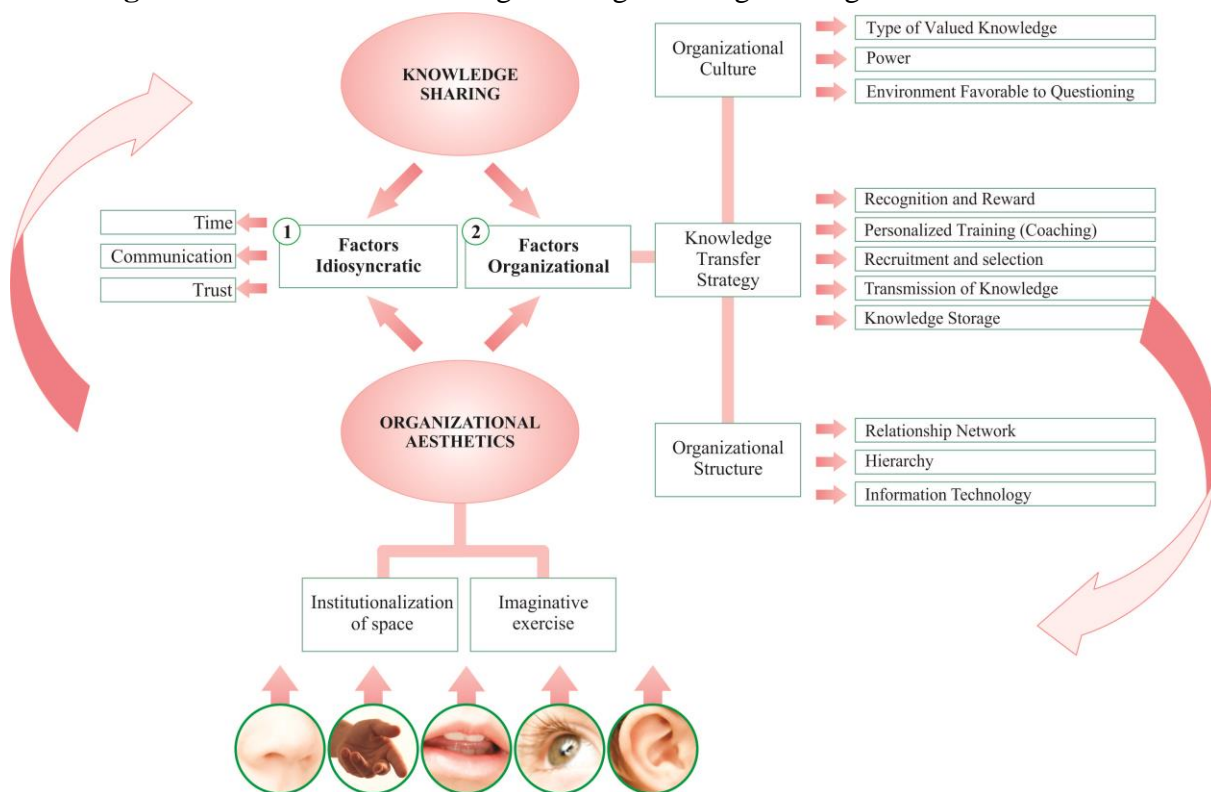 KNOWLEDGE
SHARING
1
Factors
Idiosyncratic
2
Factors
Organizational
Time
Communication
Trust
ORGANIZATIONAL
AESTHETICS
Institutionalization
of space
Imaginative
exercise
Organizational
Culture
Type of Valued Knowledge
Power
Environment Favorable to Questioning
Knowledge
Transfer
Strategy
Recognition and Reward
Personalized Training (Coaching)
Recruitment and selection
Transmission of Knowledge
Knowledge Storage
Organizational
Structure
Relationship Network
Hierarchy
Information Technology